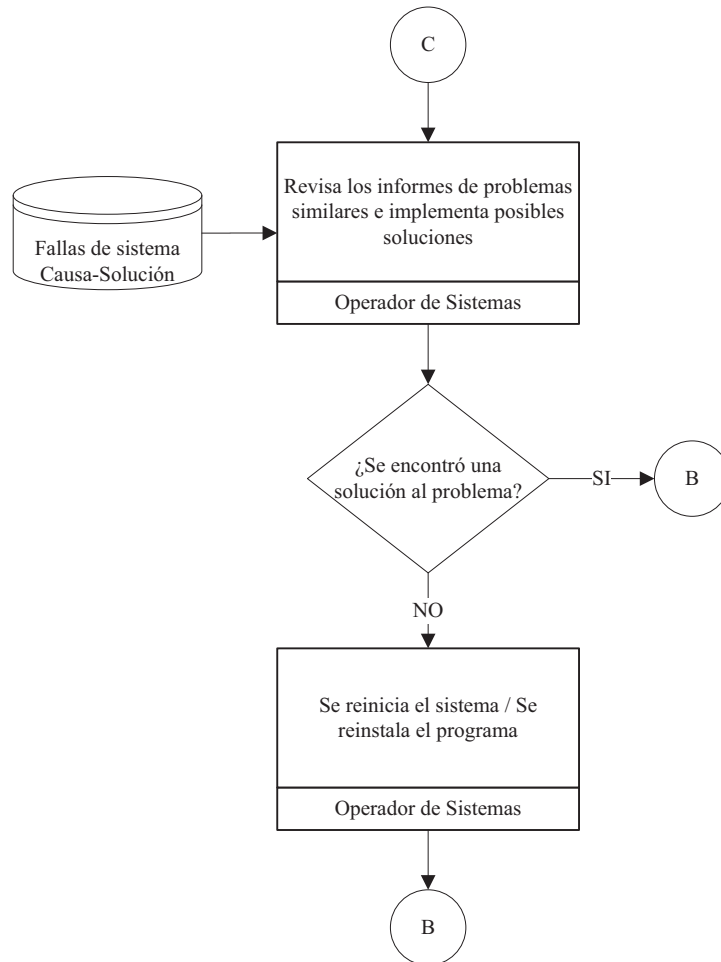 C
Revisa los informes de problemas
similares e implementa posibles
soluciones
Operador de Sistemas
Fallas de sistema
Causa-Solución
¿Se encontró una
solución al problema?
SI
B
NO
Se reinicia el sistema / Se
reinstala el programa
Operador de Sistemas
B